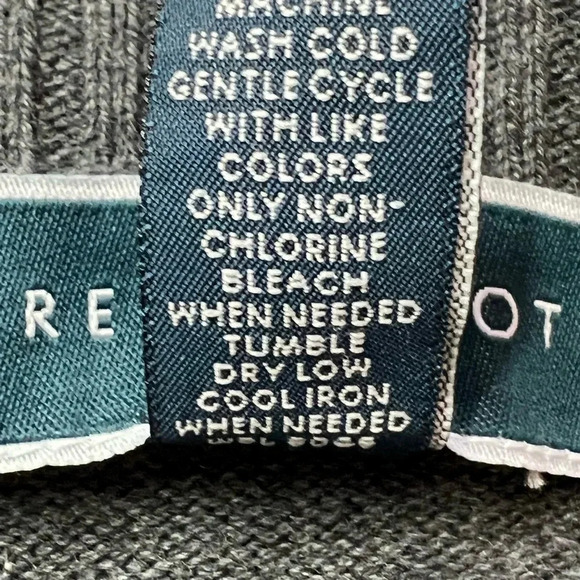 MACHINE
WASH COLD
GENTLE CYCLE
WITH LIKE
COLORS
ONLY NON-
CHLORINE
BLEACH
WHEN NEEDED
TUMBLE
DRY LOW
COOL IRON
WHEN NEEDED
RE OT